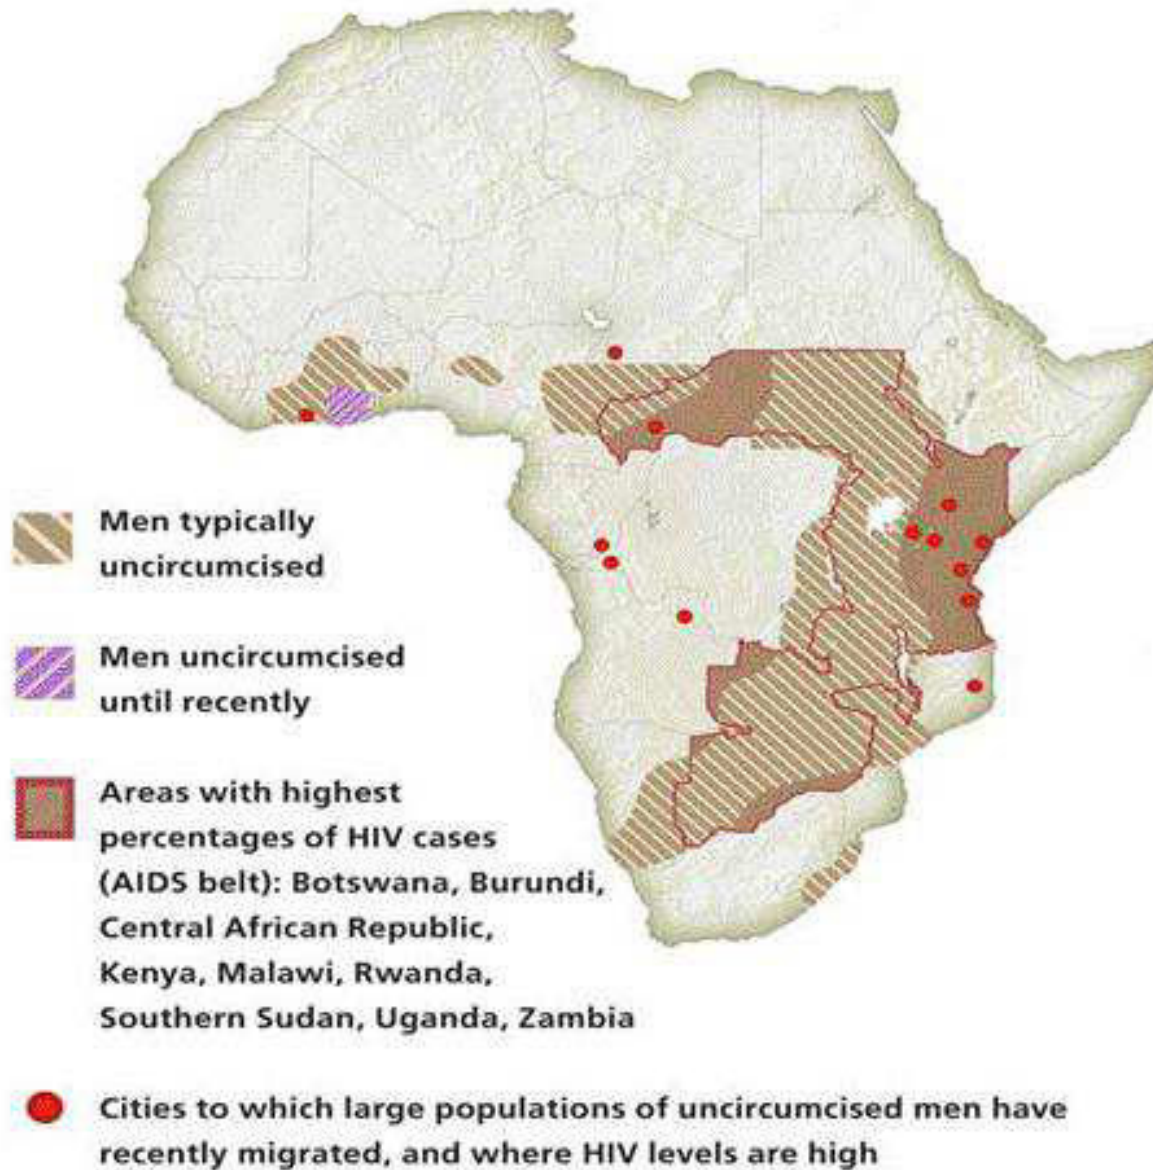 Men typically
uncircumcised
Men uncircumcised
until recently
Areas with highest
percentages of HIV cases
(AIDS belt): Botswana, Burundi,
Central African Republic,
Kenya, Malawi, Rwanda,
Southern Sudan, Uganda, Zambia
Cities to which large populations of uncircumcised men have
recently migrated, and where HIV levels are high